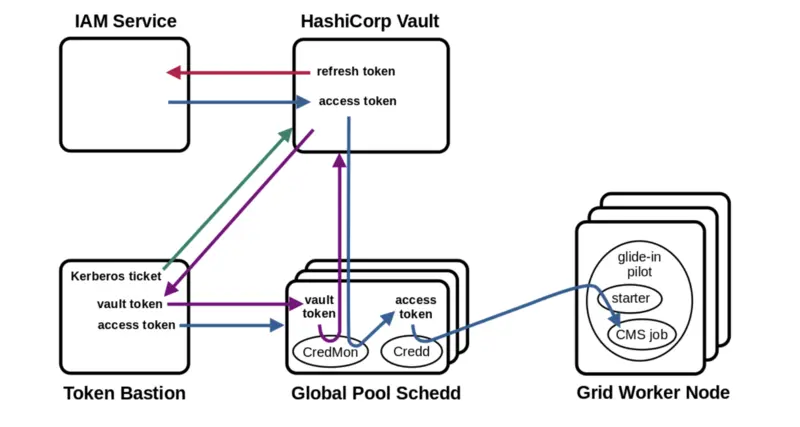 IAM Service
HashiCorp Vault
refresh token
access token
Kerberos ticket
vault token
access token
Token Bastion
vault
token
access
token
CredMon
Credd
Global Pool Schedd
glide-in
pilot
starter
CMS job
Grid Worker Node